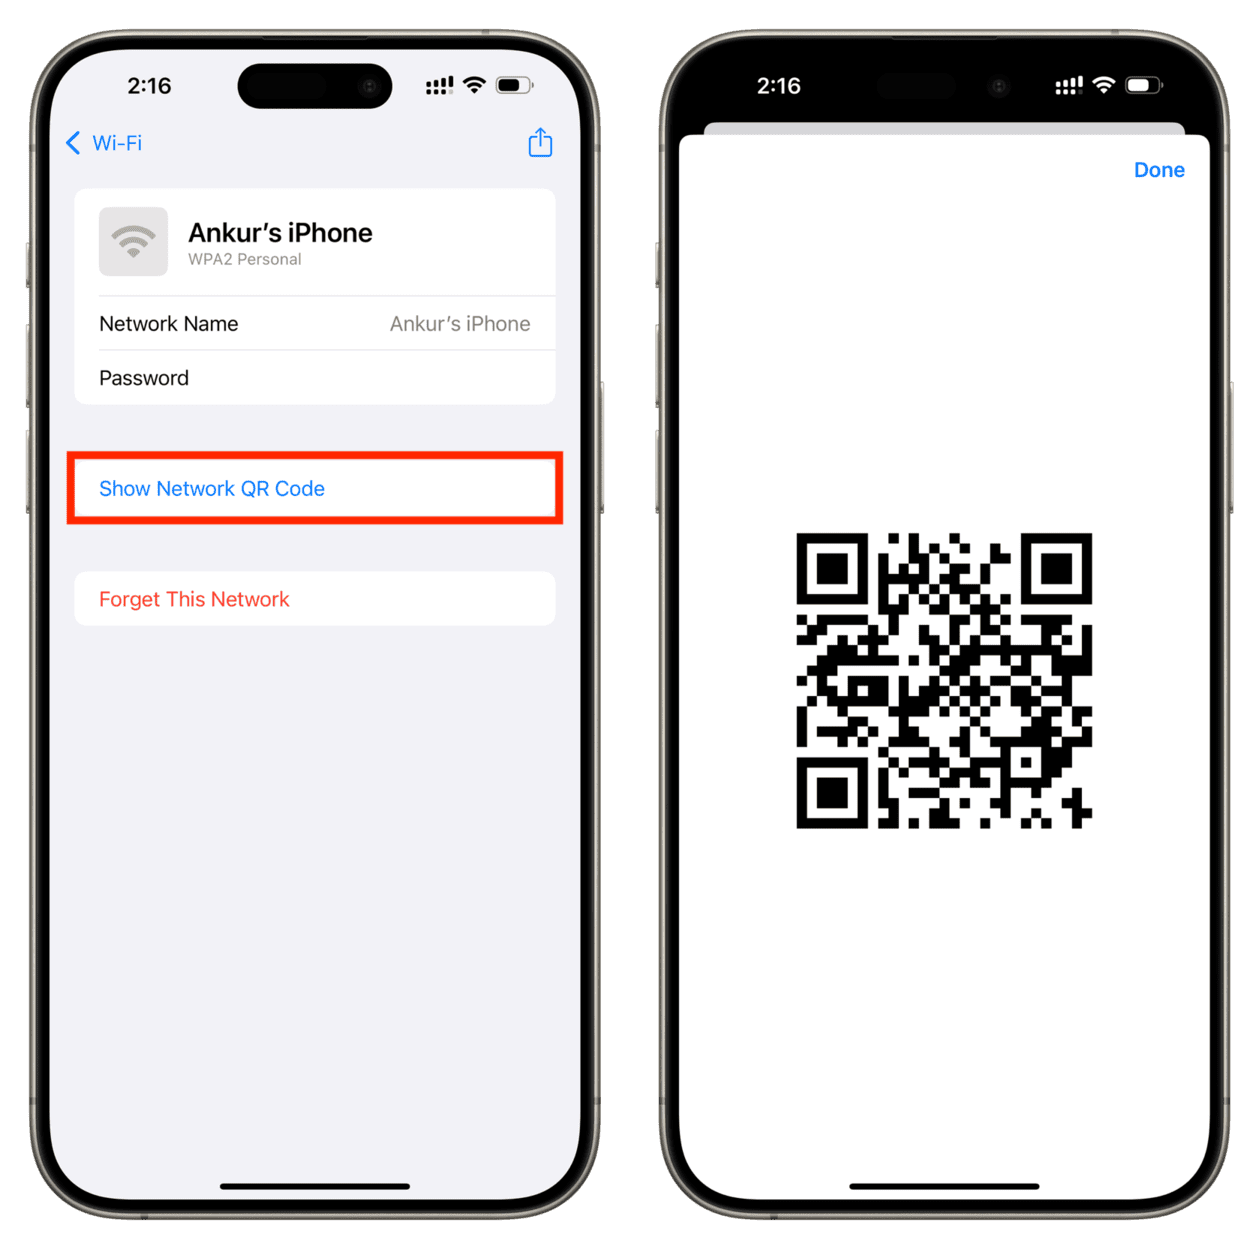 2:16
Wi-Fi
Ankur’s iPhone
WPA2 Personal
Network Name Ankur’s iPhone
Password
Show Network QR Code
Forget This Network
2:16
Done